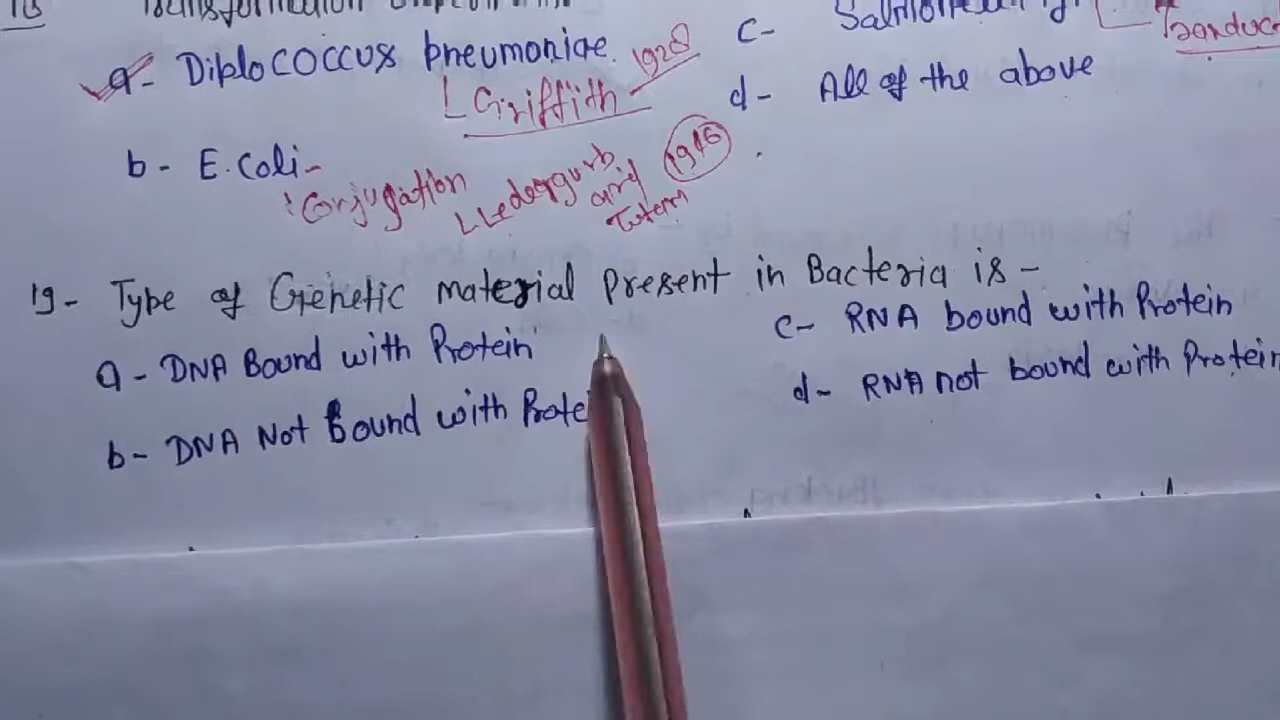 18
a- Diplococcus pneumoniae.
1928
└ Griffith
c-
d- All of the above
b- E.coli-
Conjugation
and
1946
19- Type of Genetic material Present in Bacteria is -
a - DNA Bound with Protein
b- DNA Not Bound with Prote
c- RNA bound with Protein
d- RNA not bound with Protein